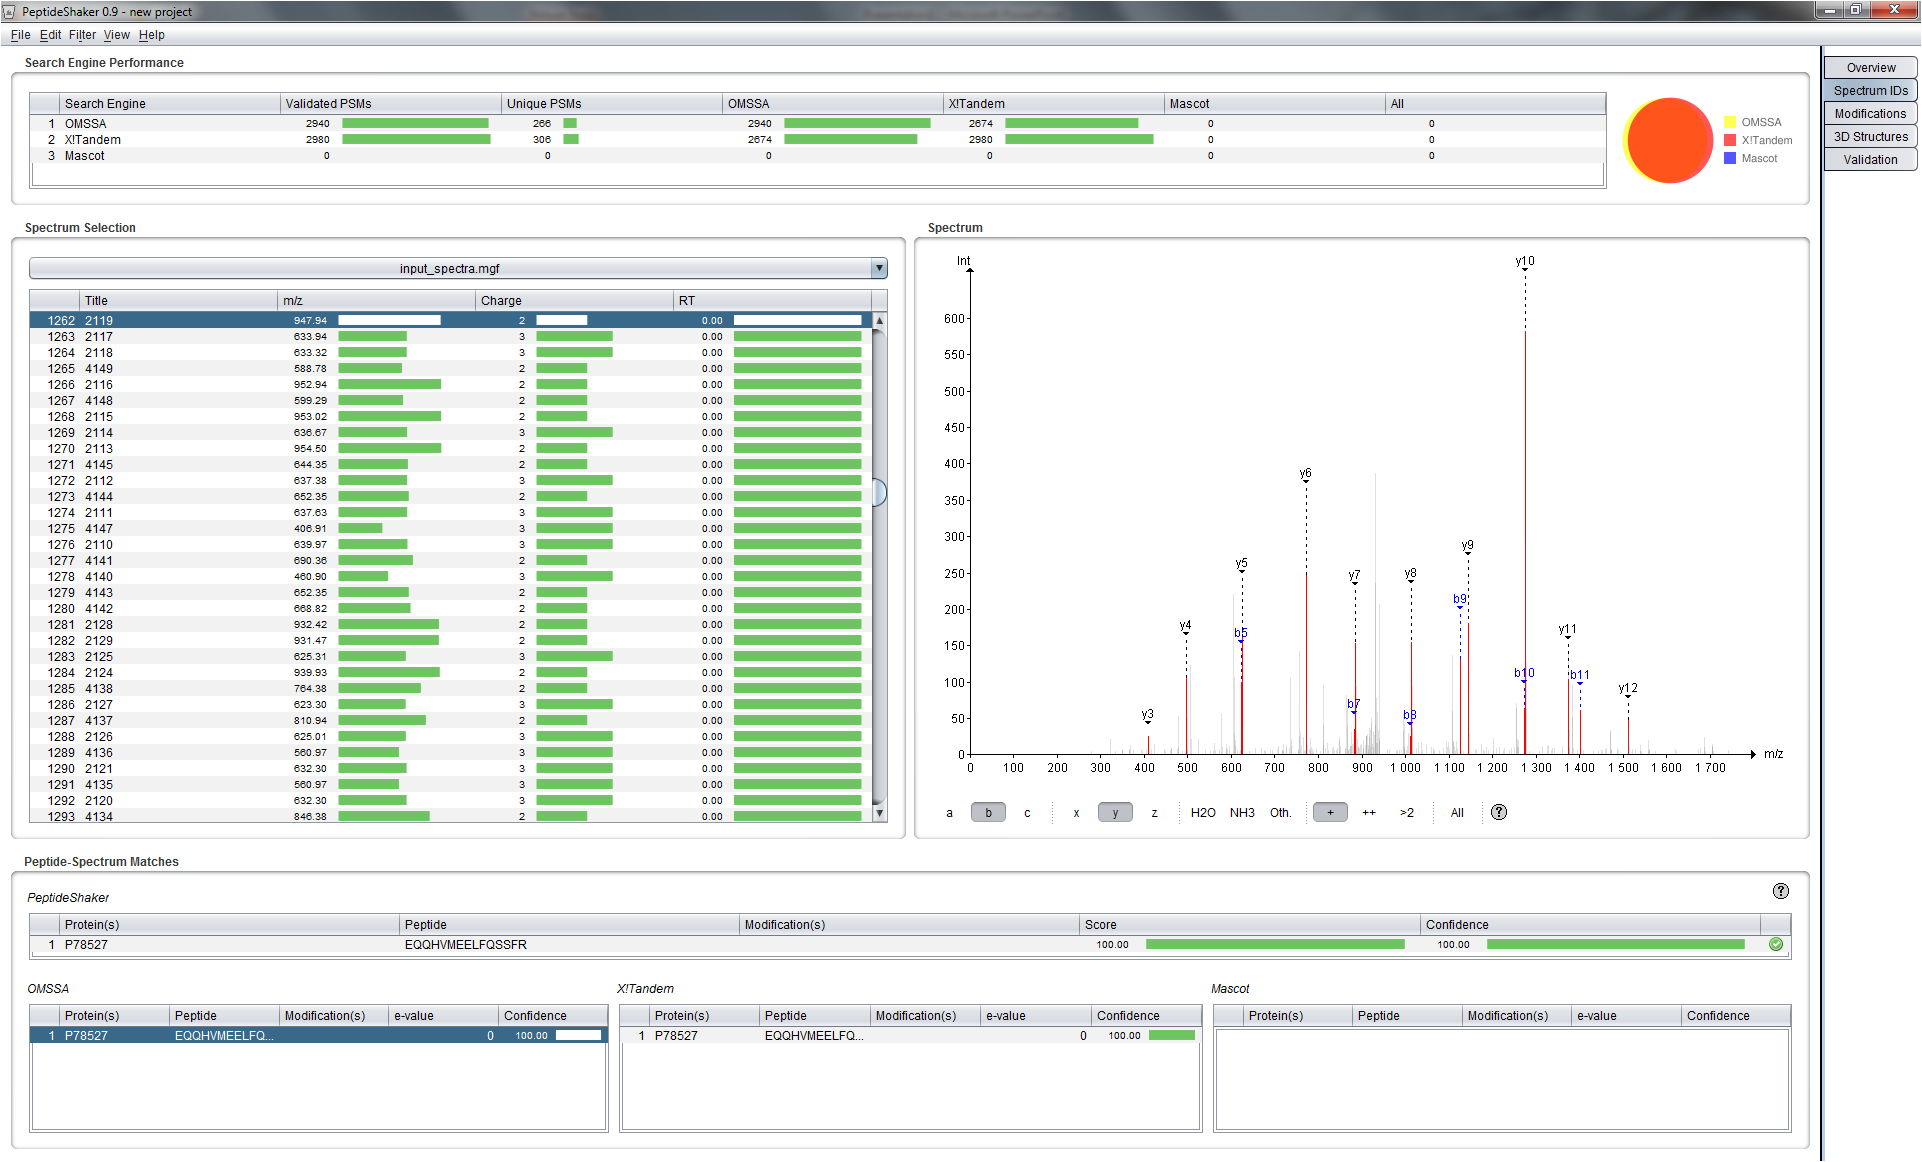 PeptideShaker 0.9 - new project
File Edit Filter View Help
Search Engine Performance
Search Engine Validated PSMs Unique PSMs OMSSA X!Tandem Mascot All
1 OMSSA 2940 266 2940 2674 0 0
2 X!Tandem 2980 306 2674 2980 0 0
3 Mascot 0 0 0 0 0 0
OMSSA
X!Tandem
Mascot
Overview
Spectrum IDs
Modifications
3D Structures
Validation
Spectrum Selection
input_spectra.mgf
Title m/z Charge RT
1262 2119 947.94 2 0.00
1263 2117 633.94 3 0.00
1264 2118 633.32 3 0.00
1265 4149 588.78 2 0.00
1266 2116 952.94 2 0.00
1267 4148 599.29 2 0.00
1268 2115 953.02 2 0.00
1269 2114 636.67 3 0.00
1270 2113 954.50 2 0.00
1271 4145 644.35 2 0.00
1272 2112 637.38 3 0.00
1273 4144 652.35 2 0.00
1274 2111 637.63 3 0.00
1275 4147 406.91 3 0.00
1276 2110 639.97 3 0.00
1277 4141 690.36 2 0.00
1278 4140 460.90 3 0.00
1279 4143 652.35 2 0.00
1280 4142 668.82 2 0.00
1281 2128 932.42 2 0.00
1282 2129 931.47 2 0.00
1283 2125 625.31 3 0.00
1284 2124 939.93 2 0.00
1285 4138 764.38 2 0.00
1286 2127 623.30 3 0.00
1287 4137 810.94 2 0.00
1288 2126 625.01 3 0.00
1289 4136 560.97 3 0.00
1290 2121 632.30 3 0.00
1291 4135 560.97 3 0.00
1292 2120 632.30 3 0.00
1293 4134 846.38 2 0.00
Spectrum
Int
y10
600
550
500
450
400
350
300
250
200
150
100
50
0
y6
y9
y5
y7
y8
b9
y4
b5
y11
b10
b11
y12
b7
y3
b8
0 100 200 300 400 500 600 700 800 900 1 000 1 100 1 200 1 300 1 400 1 500 1 600 1 700
m/z
a b c x y z H2O NH3 Oth. + ++ >2 All ?
Peptide-Spectrum Matches
PeptideShaker ?
Protein(s) Peptide Modification(s) Score Confidence
1 P78527 EQQHVMEELFQSSFR 100.00 100.00
OMSSA
Protein(s) Peptide Modification(s) e-value Confidence
1 P78527 EQQHVMEELFQ... 0 100.00
X!Tandem
Protein(s) Peptide Modification(s) e-value Confidence
1 P78527 EQQHVMEELFQ... 0 100.00
Mascot
Protein(s) Peptide Modification(s) e-value Confidence